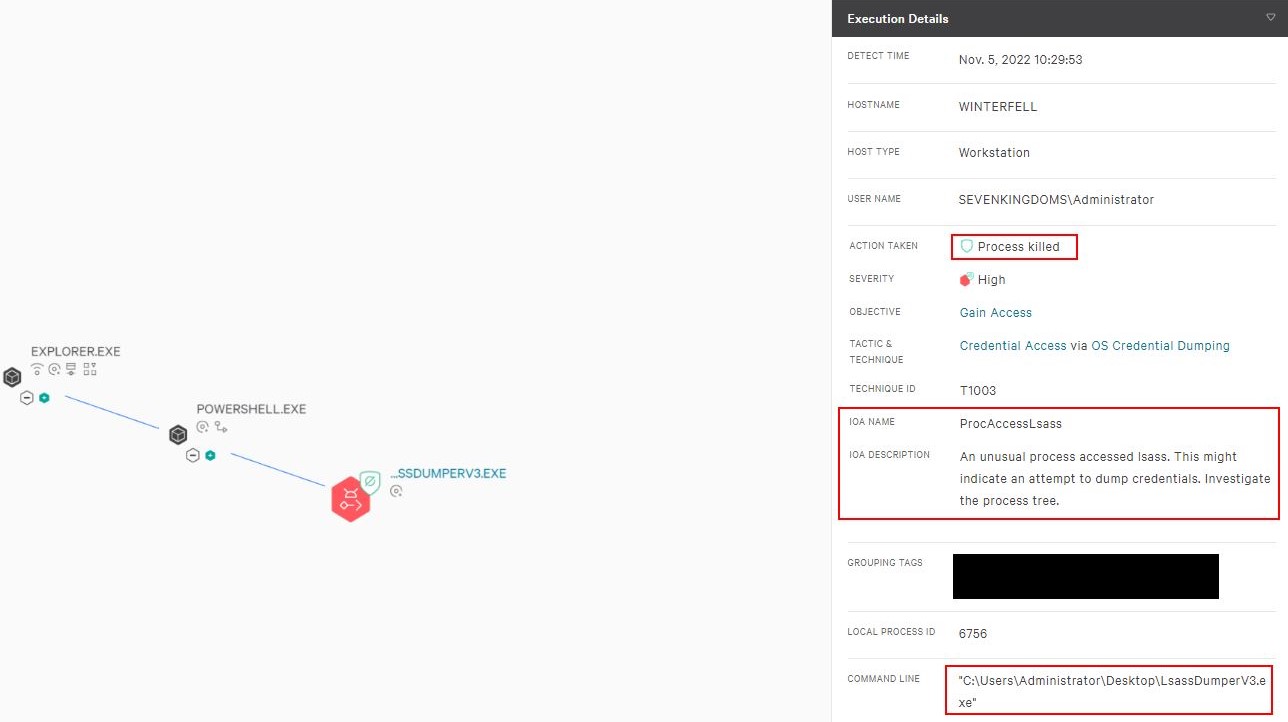 Execution Details
DETECT TIME
Nov. 5, 2022 10:29:53
HOSTNAME
WINTERFELL
HOST TYPE
Workstation
USER NAME
SEVENKINGDOMS\Administrator
ACTION TAKEN
Process killed
SEVERITY
High
OBJECTIVE
Gain Access
TACTIC &
TECHNIQUE
Credential Access via OS Credential Dumping
TECHNIQUE ID
T1003
IOA NAME
ProcAccessLsass
IOA DESCRIPTION
An unusual process accessed lsass. This might
indicate an attempt to dump credentials. Investigate
the process tree.
GROUPING TAGS
LOCAL PROCESS ID
6756
COMMAND LINE
"C:\Users\Administrator\Desktop\LsassDumperV3.e
xe"
EXPLORER.EXE
POWERSHELL.EXE
...SSDUMPERV3.EXE